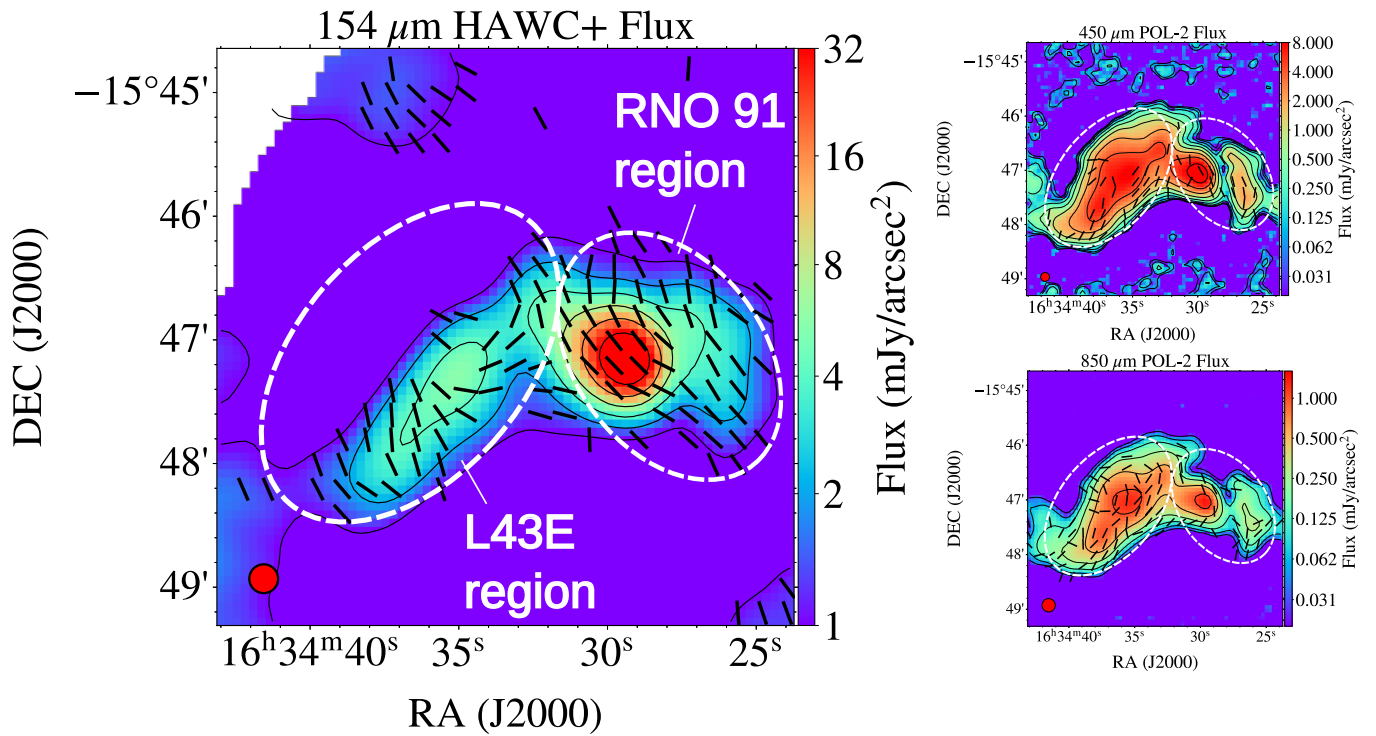 154 μm HAWC+ Flux
32
16
8
4
2
1
Flux (mJy/arcsec²)
−15°45'
46'
47'
48'
49'
DEC (J2000)
RNO 91
region
L43E
region
16ʰ34ᵐ40ˢ 35ˢ 30ˢ 25ˢ
RA (J2000)
450 μm POL-2 Flux
8.000
4.000
2.000
1.000
0.500
0.250
0.125
0.062
0.031
Flux (mJy/arcsec²)
−15°45'
46'
47'
48'
49'
DEC (J2000)
16ʰ34ᵐ40ˢ 35ˢ 30ˢ 25ˢ
RA (J2000)
850 μm POL-2 Flux
1.000
0.500
0.250
0.125
0.062
0.031
Flux (mJy/arcsec²)
−15°45'
46'
47'
48'
49'
DEC (J2000)
16ʰ34ᵐ40ˢ 35ˢ 30ˢ 25ˢ
RA (J2000)